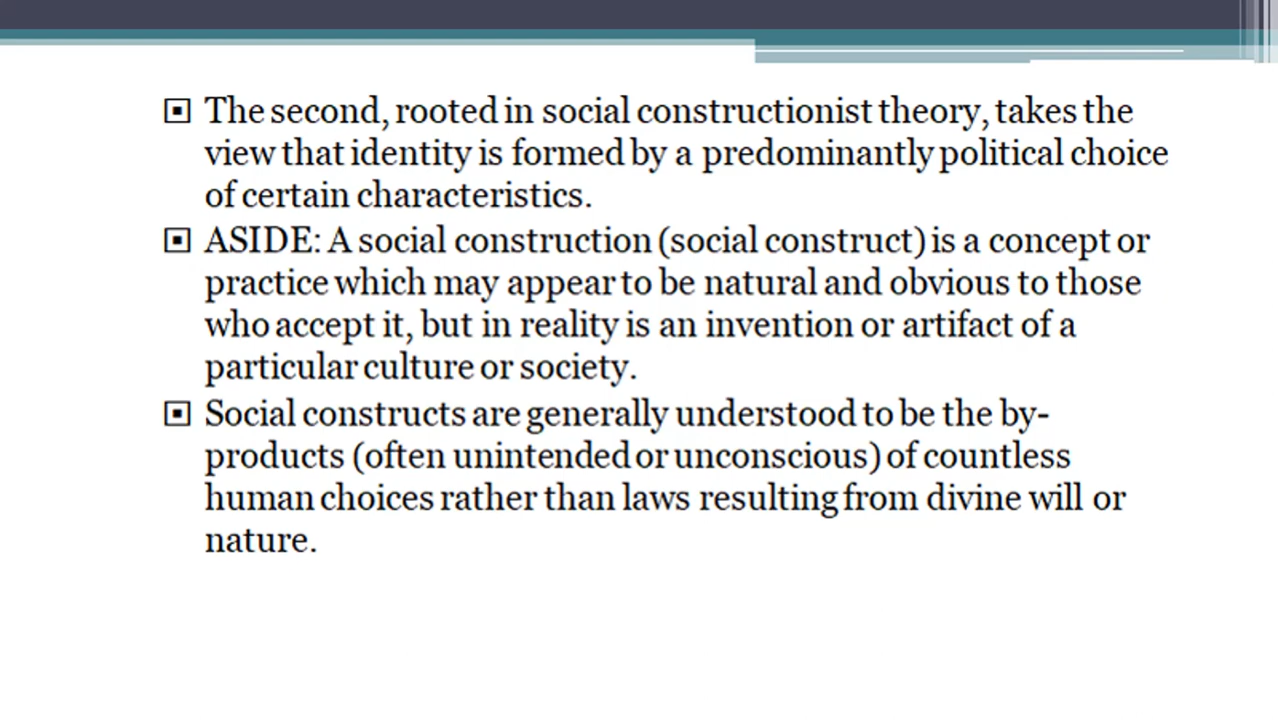 The second, rooted in social constructionist theory, takes the
view that identity is formed by a predominantly political choice
of certain characteristics.
ASIDE: A social construction (social construct) is a concept or
practice which may appear to be natural and obvious to those
who accept it, but in reality is an invention or artifact of a
particular culture or society.
Social constructs are generally understood to be the by-
products (often unintended or unconscious) of countless
human choices rather than laws resulting from divine will or
nature.